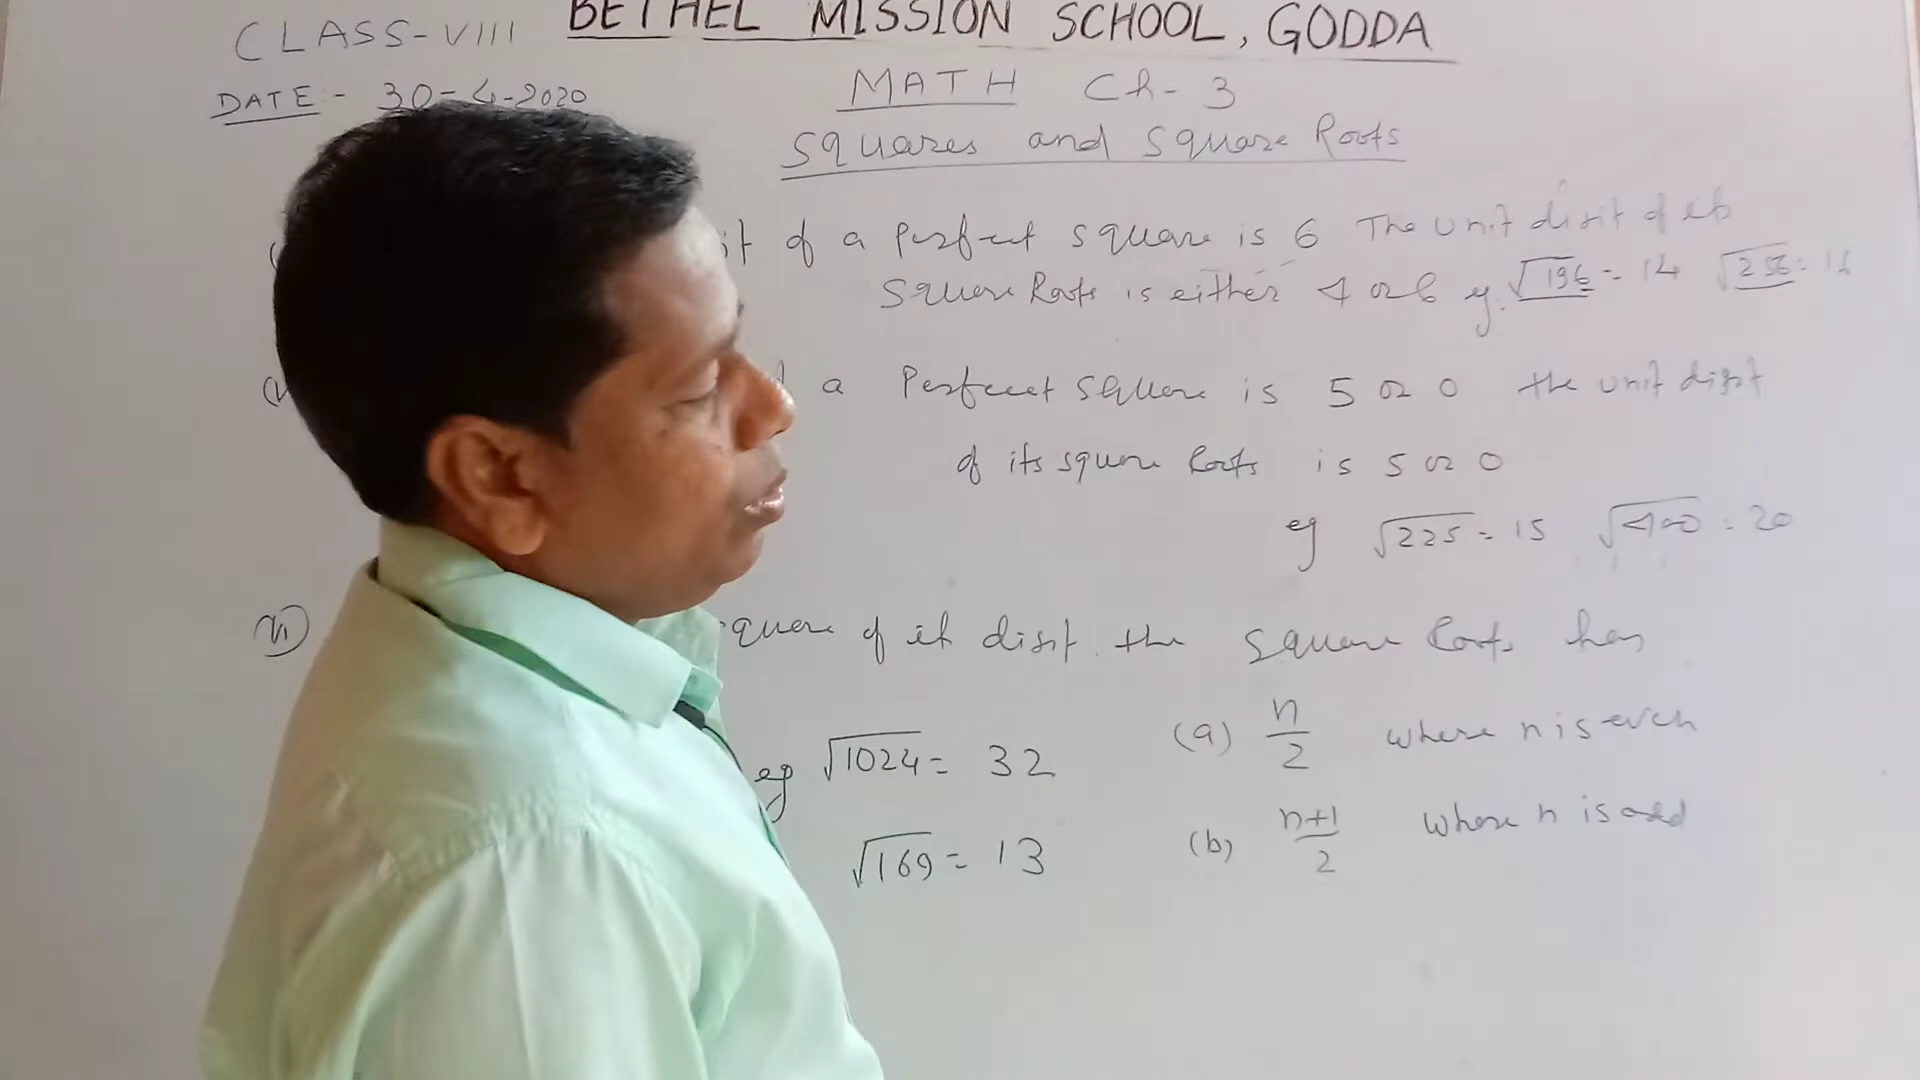 CLASS-VIII BETHEL MISSION SCHOOL, GODDA
DATE:- 30-4-2020 MATH Ch-3
Squares and Square Roots
of a perfect square is 6 The Unit digit of
Square Roots is either 4 or 6 eg. √196 = 14 √256 = 16
a Perfect Square is 5 or 0 the unit digit
of its square Roots is 5 or 0
eg √225 = 15 √400 = 20
vi) square of digit the Square Roots has
(a) n/2 where n is even
eg √1024 = 32
(b) n+1/2 where n is odd
√169 = 13